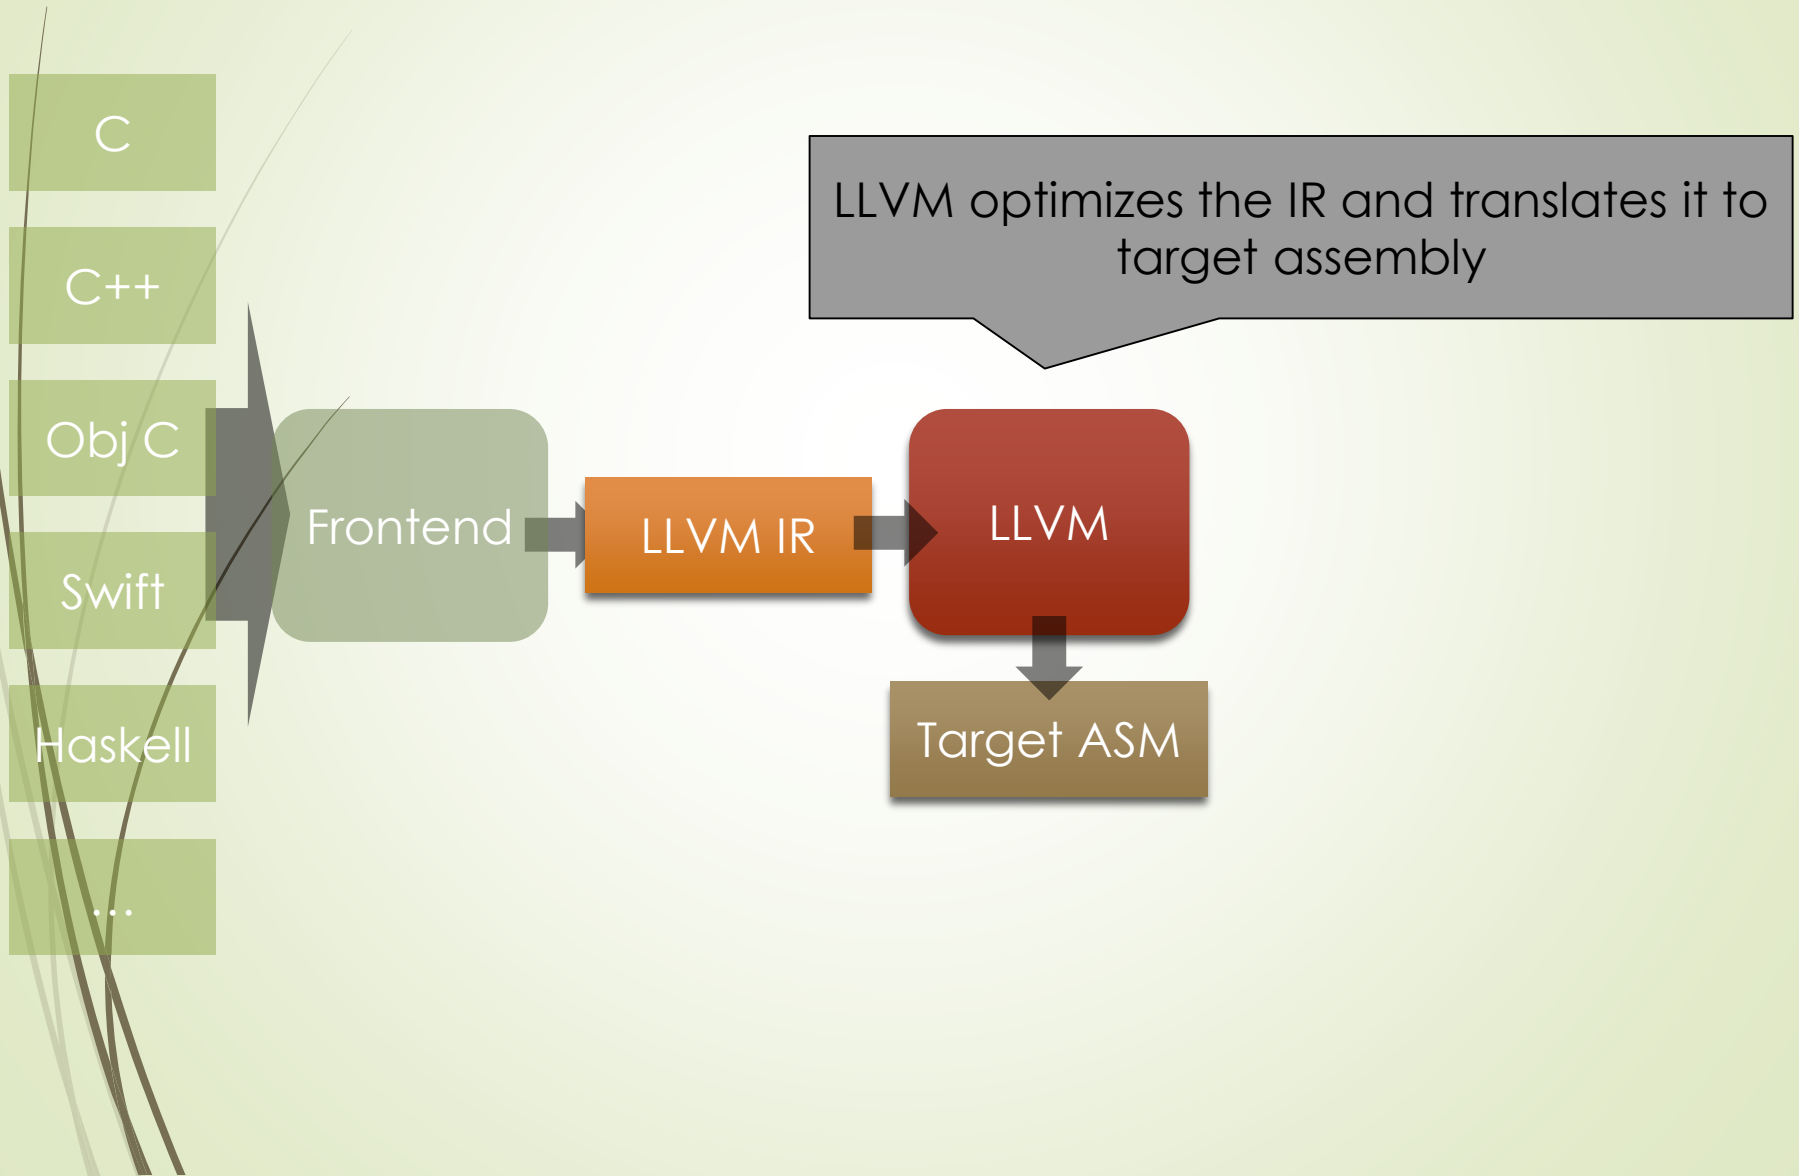 C
C++
Obj C
Swift
Haskell
...
Frontend
LLVM IR
LLVM optimizes the IR and translates it to
target assembly
LLVM
Target ASM